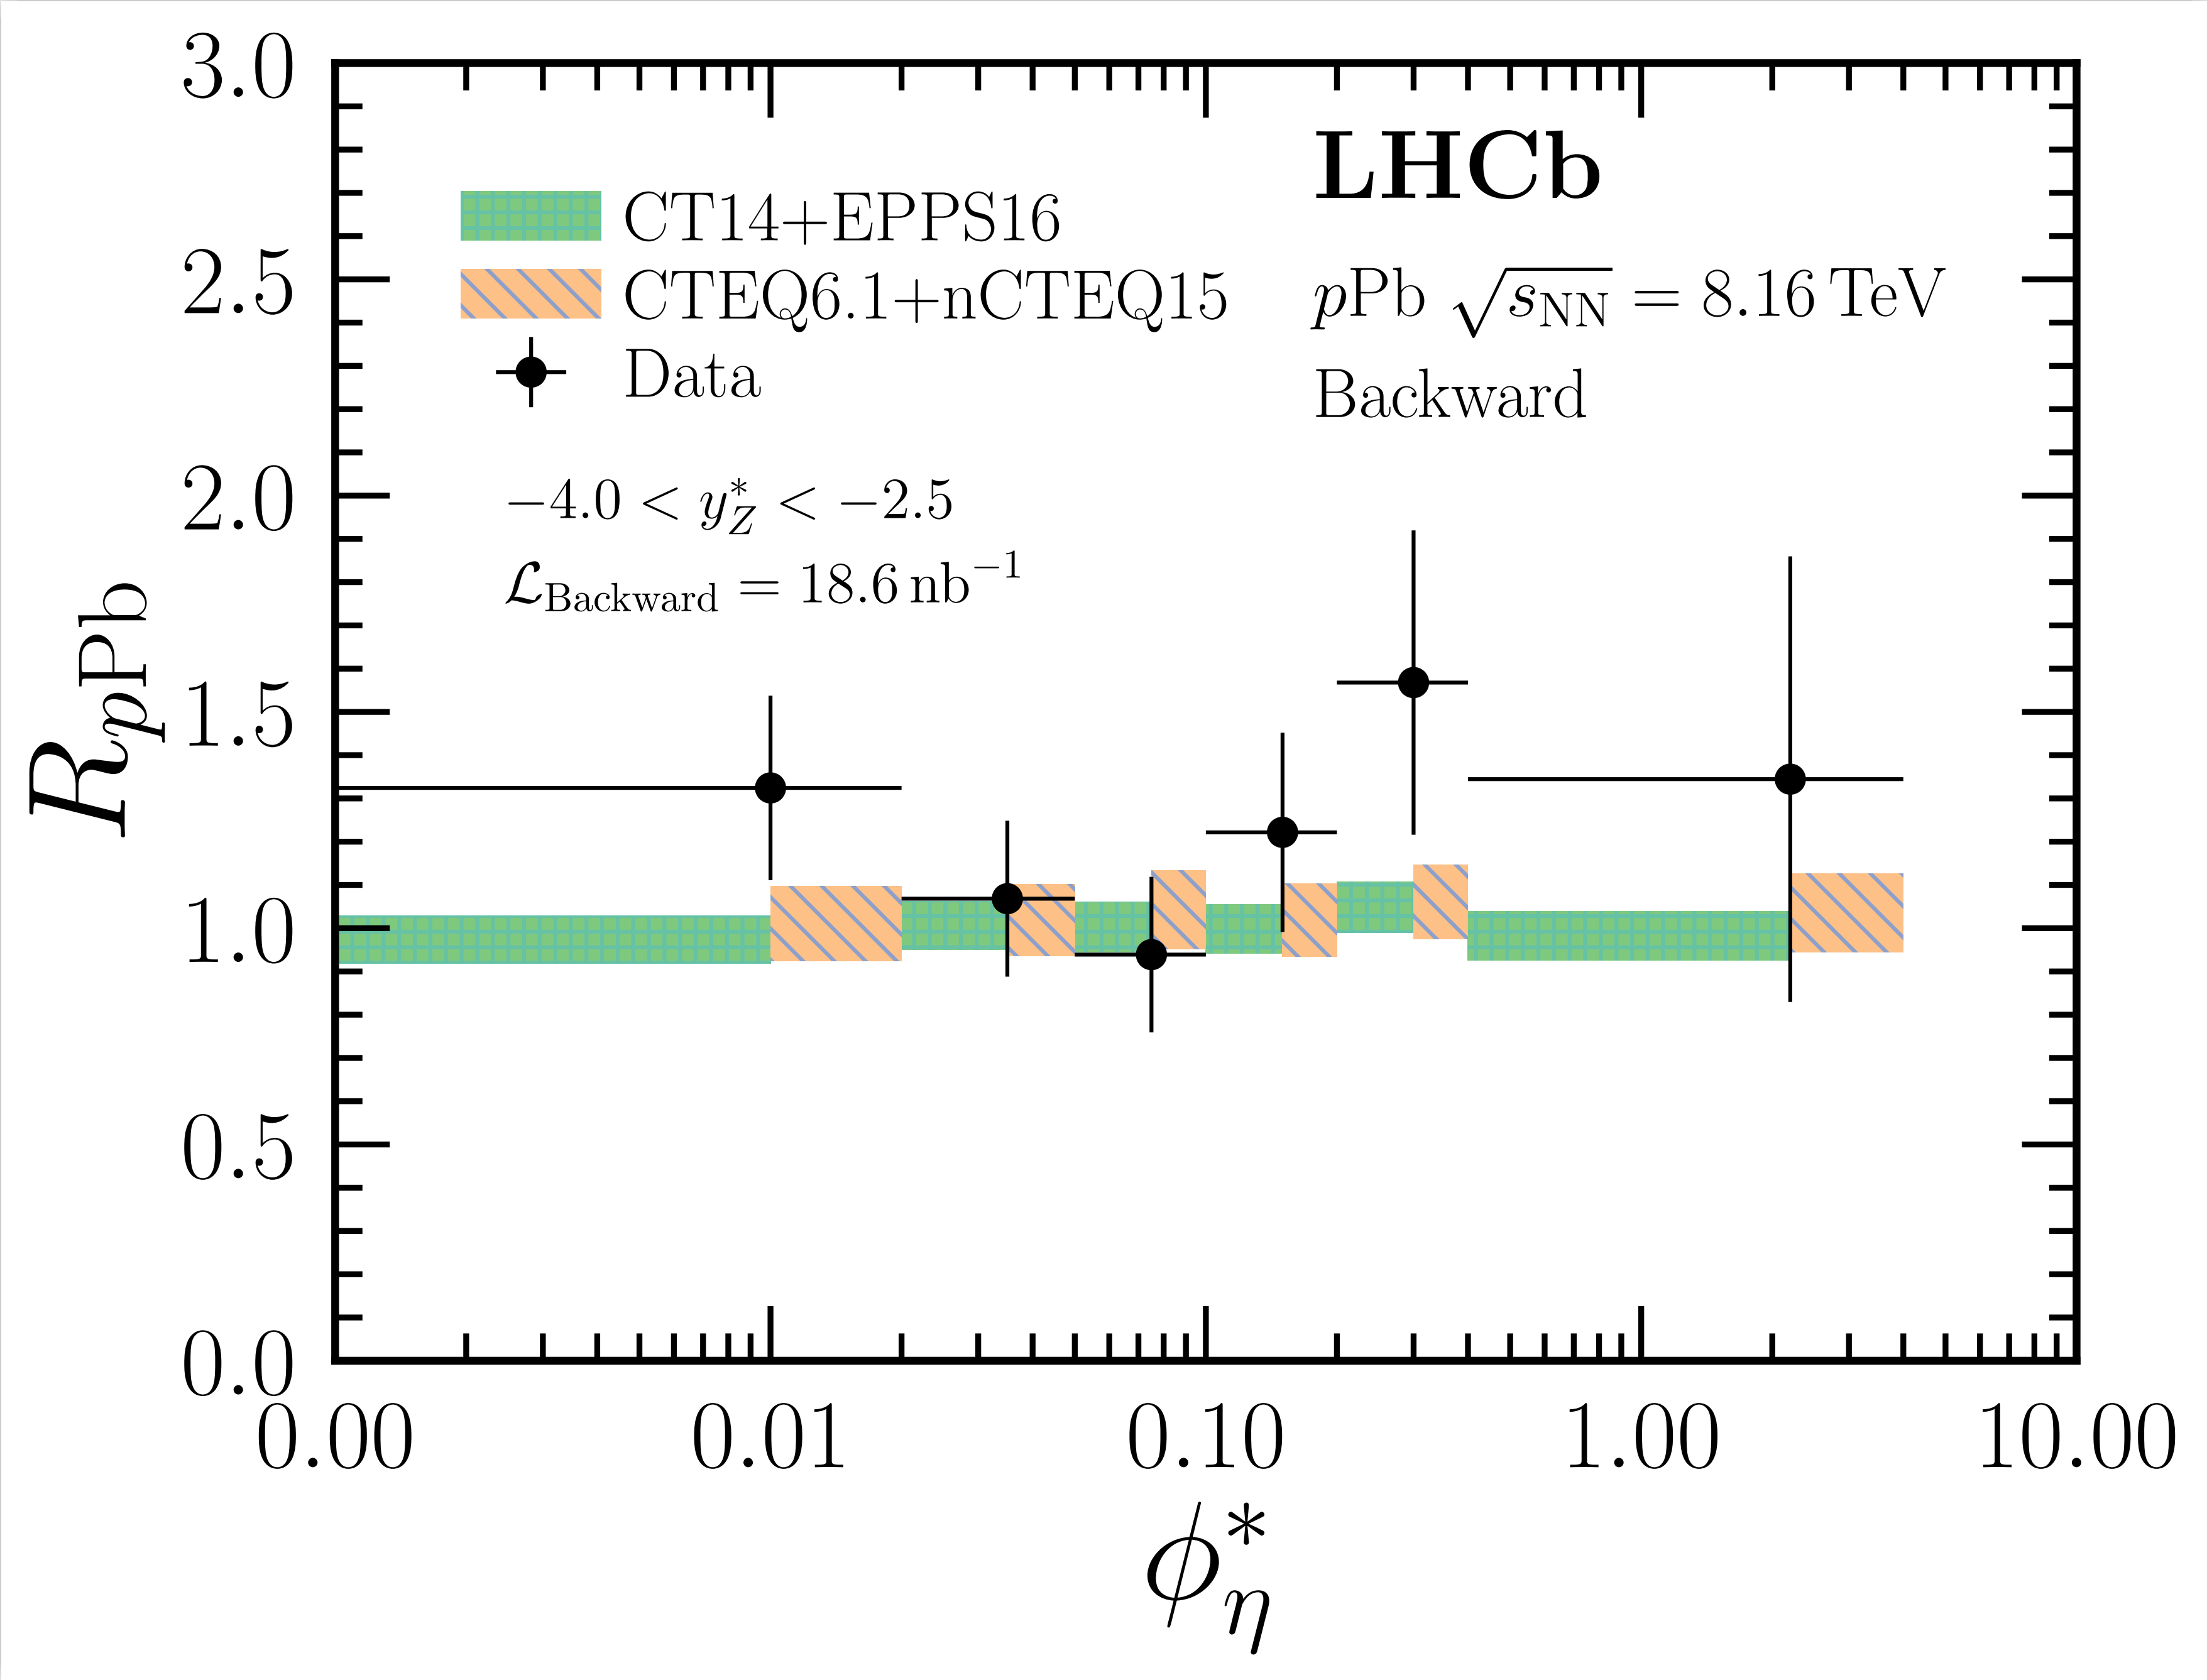 LHCb
CT14+EPPS16
CTEQ6.1+nCTEQ15
Data
pPb √sNN = 8.16 TeV
Backward
−4.0 < y*Z < −2.5
ℒBackward = 18.6 nb⁻¹
RpPb
3.0
2.5
2.0
1.5
1.0
0.5
0.0
0.00 0.01 0.10 1.00 10.00
ϕ*η